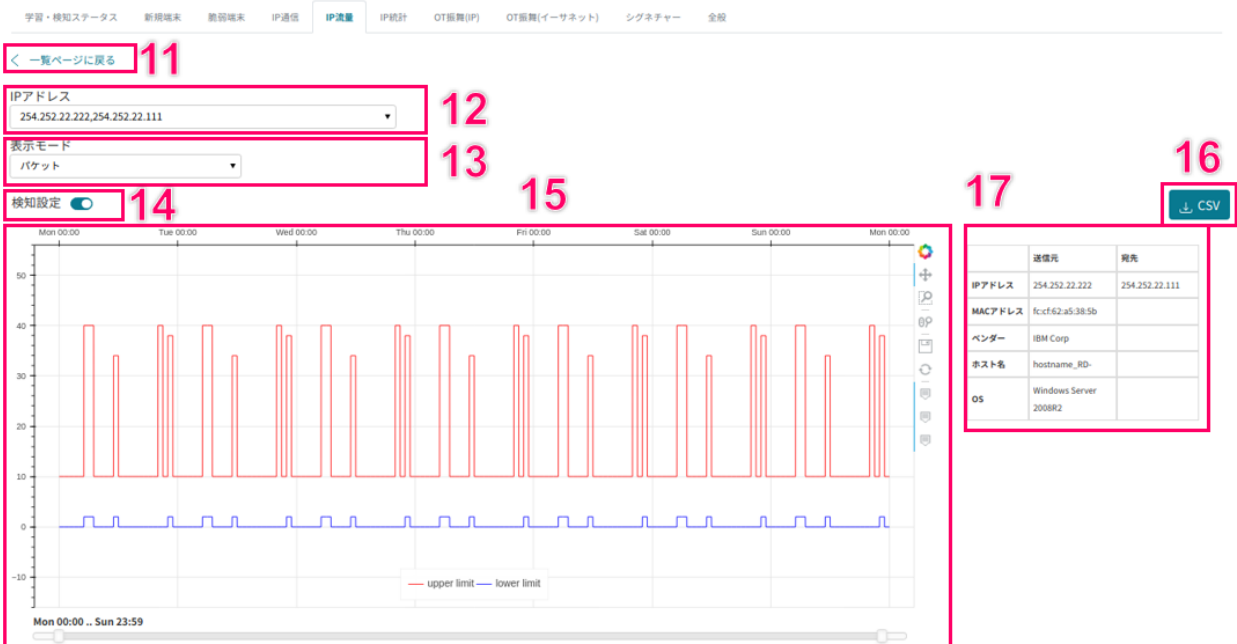 学習・検知ステータス 新規端末 脆弱端末 IP通信 IP流量 IP統計 OT振舞(IP) OT振舞(イーサネット) シグネチャー 全般
一覧ページに戻る 11
IPアドレス
254.252.22.222,254.252.22.111 12
表示モード
パケット 13
検知設定 14
15
16
CSV
17
Mon 00:00 Tue 00:00 Wed 00:00 Thu 00:00 Fri 00:00 Sat 00:00 Sun 00:00 Mon 00:00
50
40
30
20
10
0
−10
upper limit lower limit
Mon 00:00 .. Sun 23:59
送信元 宛先
IPアドレス 254.252.22.222 254.252.22.111
MACアドレス fc:cf:62:a5:38:5b
ベンダー IBM Corp
ホスト名 hostname_RD-
OS Windows Server
2008R2